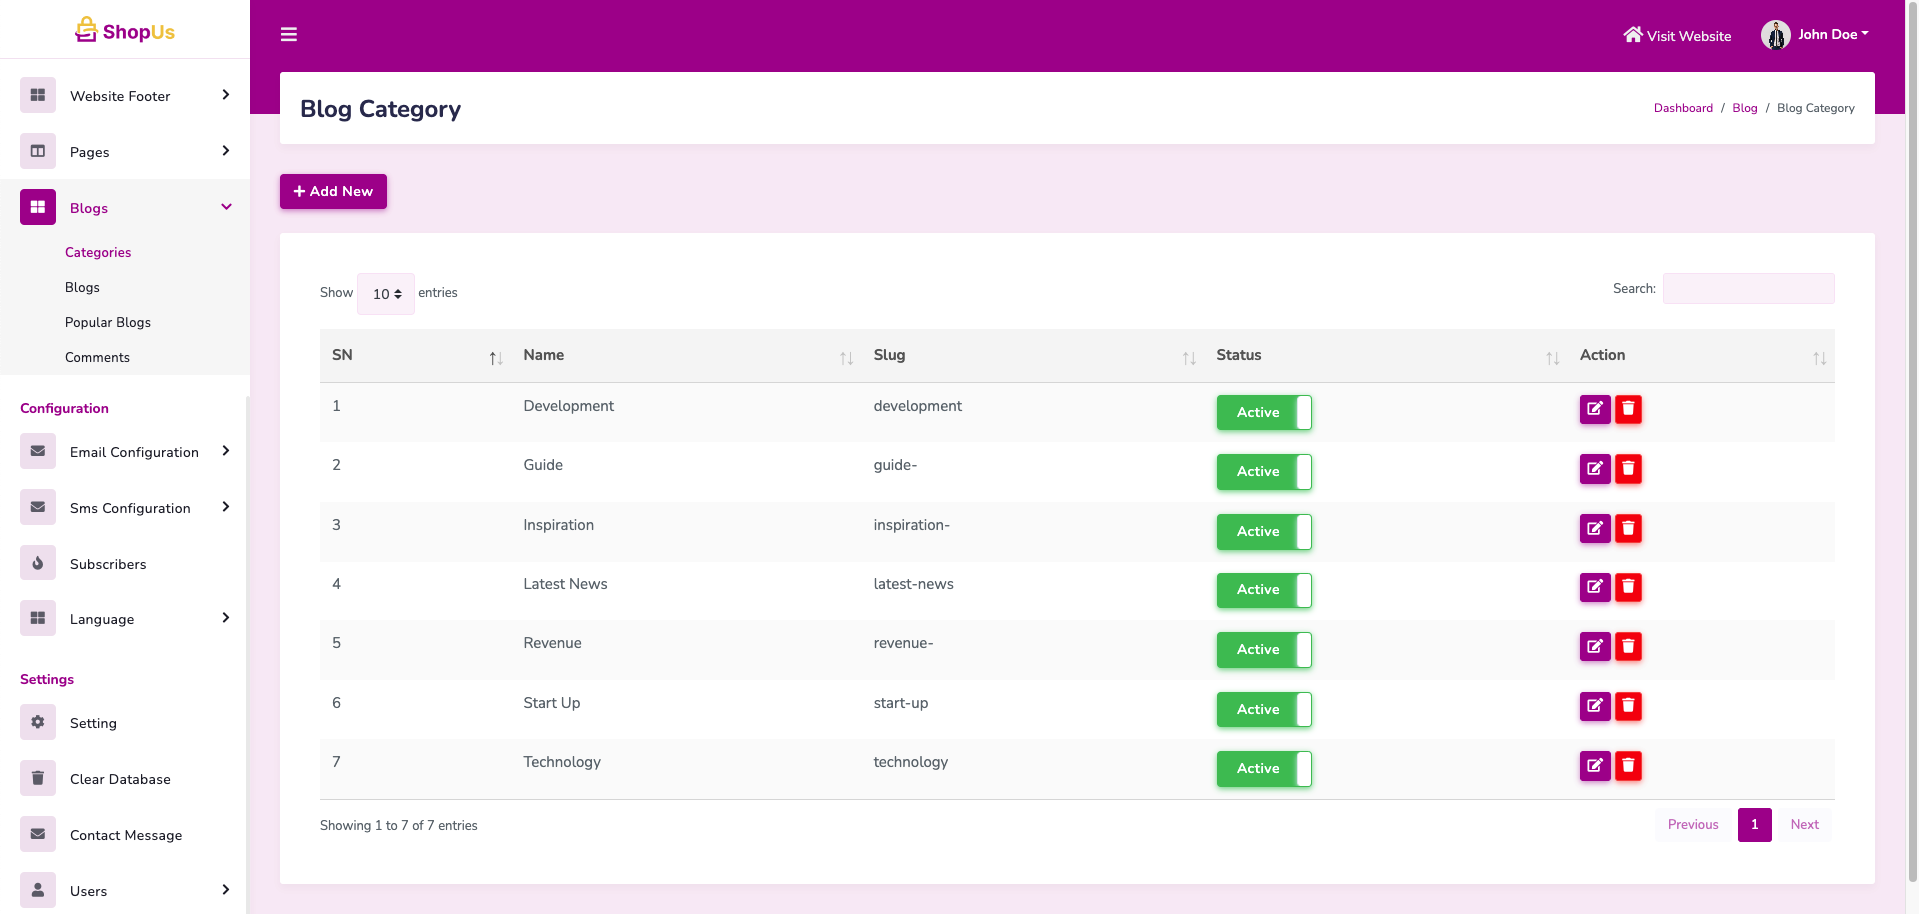 ShopUs
Visit Website
John Doe
Website Footer
Pages
Blogs
Categories
Blogs
Popular Blogs
Comments
Configuration
Email Configuration
Sms Configuration
Subscribers
Language
Settings
Setting
Clear Database
Contact Message
Users
Blog Category
Dashboard / Blog / Blog Category
Add New
Show 10 entries
Search:
SN Name Slug Status Action
1 Development development Active
2 Guide guide- Active
3 Inspiration inspiration- Active
4 Latest News latest-news Active
5 Revenue revenue- Active
6 Start Up start-up Active
7 Technology technology Active
Showing 1 to 7 of 7 entries
Previous 1 Next